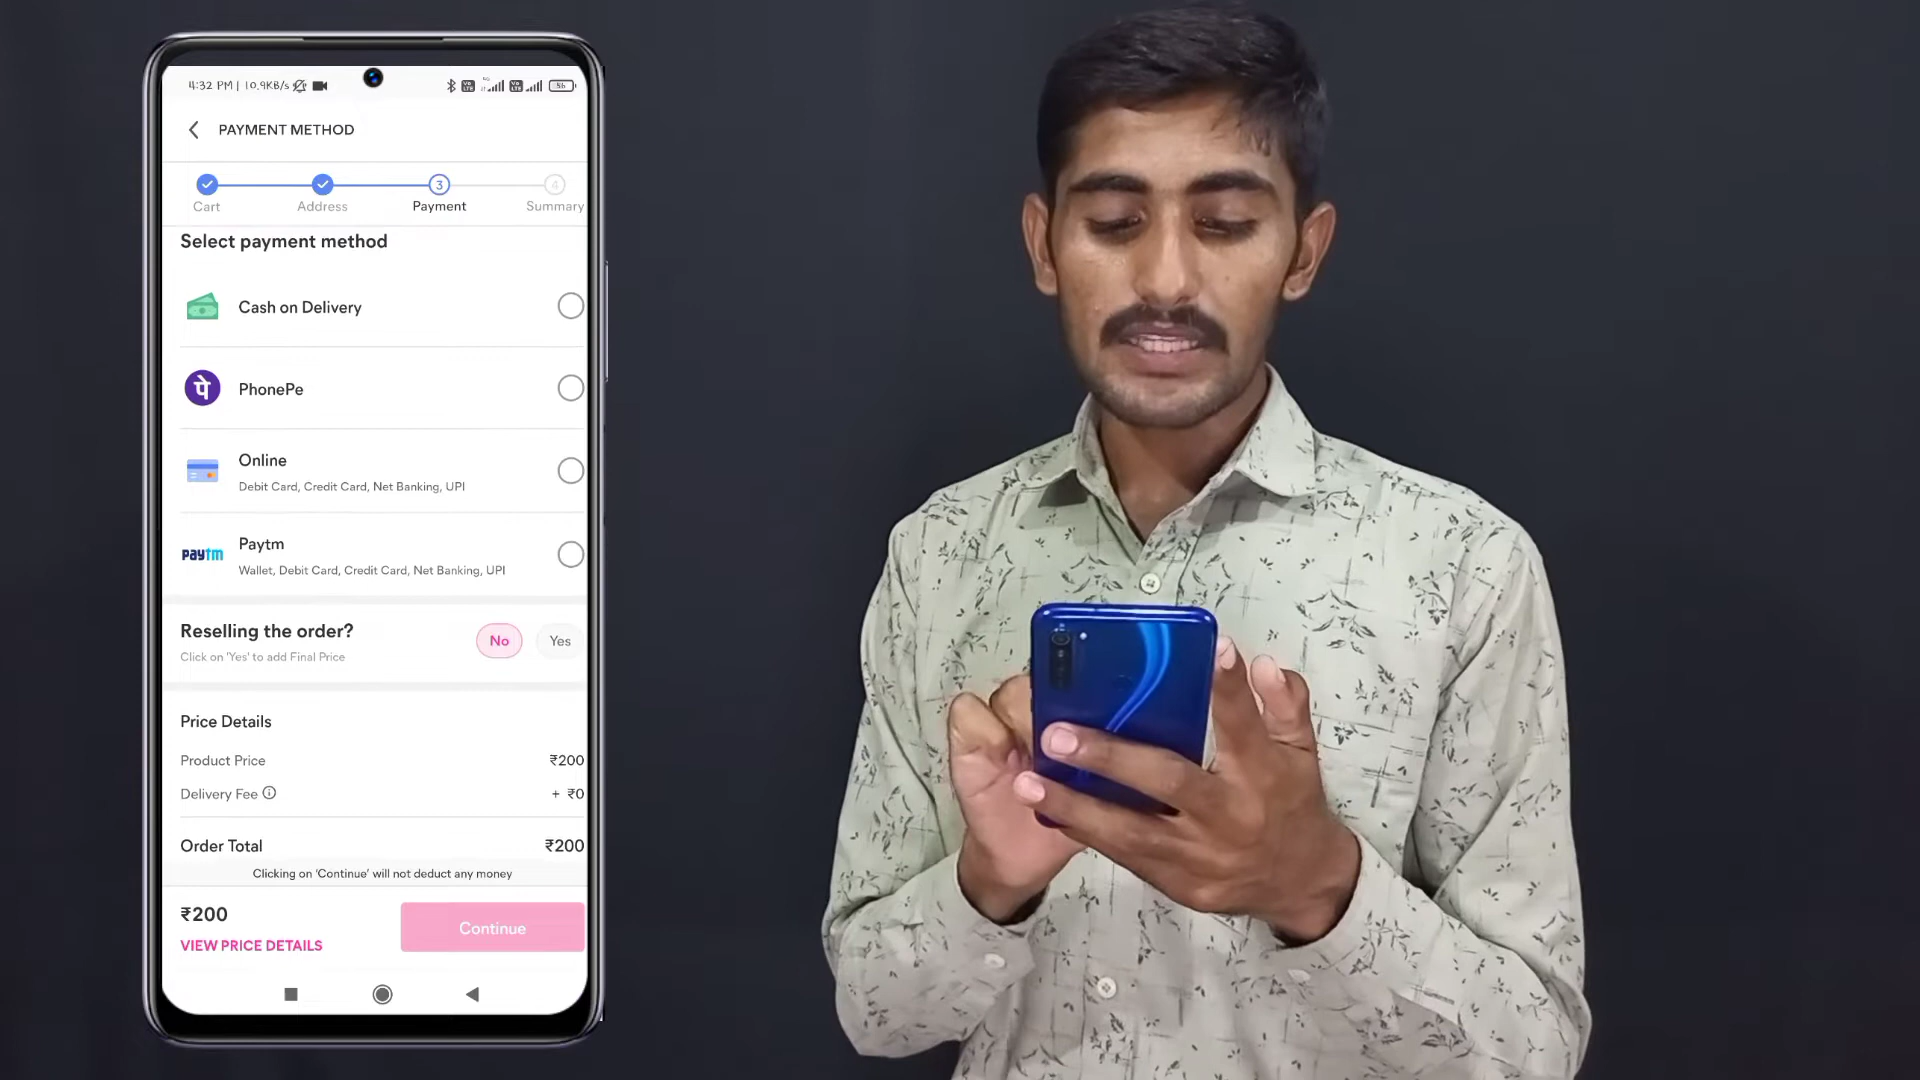 4:32 PM | 10.9KB/s
PAYMENT METHOD
3
4
Cart
Address
Payment
Summary
Select payment method
Cash on Delivery
पे
PhonePe
Online
Debit Card, Credit Card, Net Banking, UPI
paytm
Paytm
Wallet, Debit Card, Credit Card, Net Banking, UPI
Reselling the order?
No
Yes
Click on 'Yes' to add Final Price
Price Details
Product Price
₹200
Delivery Fee
+ ₹0
Order Total
₹200
Clicking on 'Continue' will not deduct any money
₹200
Continue
VIEW PRICE DETAILS